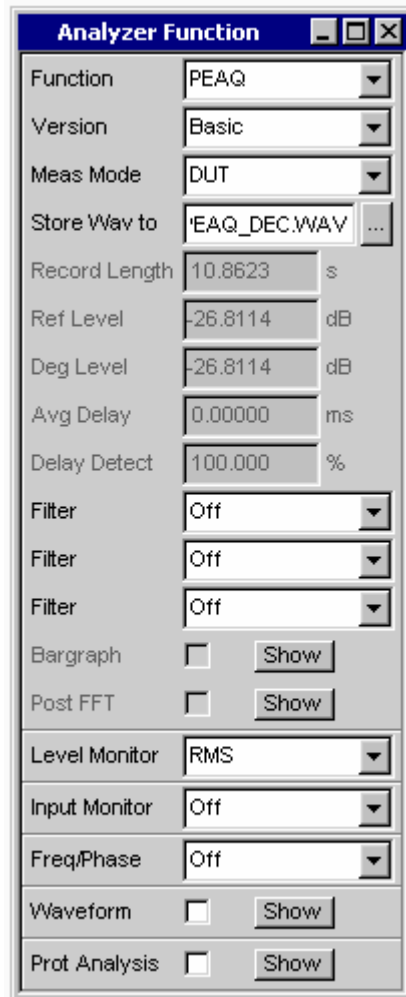 Analyzer Function
Function PEAQ
Version Basic
Meas Mode DUT
Store Wav to 'EAQ_DEC.WAV ...
Record Length 10.8623 s
Ref Level -26.8114 dB
Deg Level -26.8114 dB
Avg Delay 0.00000 ms
Delay Detect 100.000 %
Filter Off
Filter Off
Filter Off
Bargraph Show
Post FFT Show
Level Monitor RMS
Input Monitor Off
Freq/Phase Off
Waveform Show
Prot Analysis Show